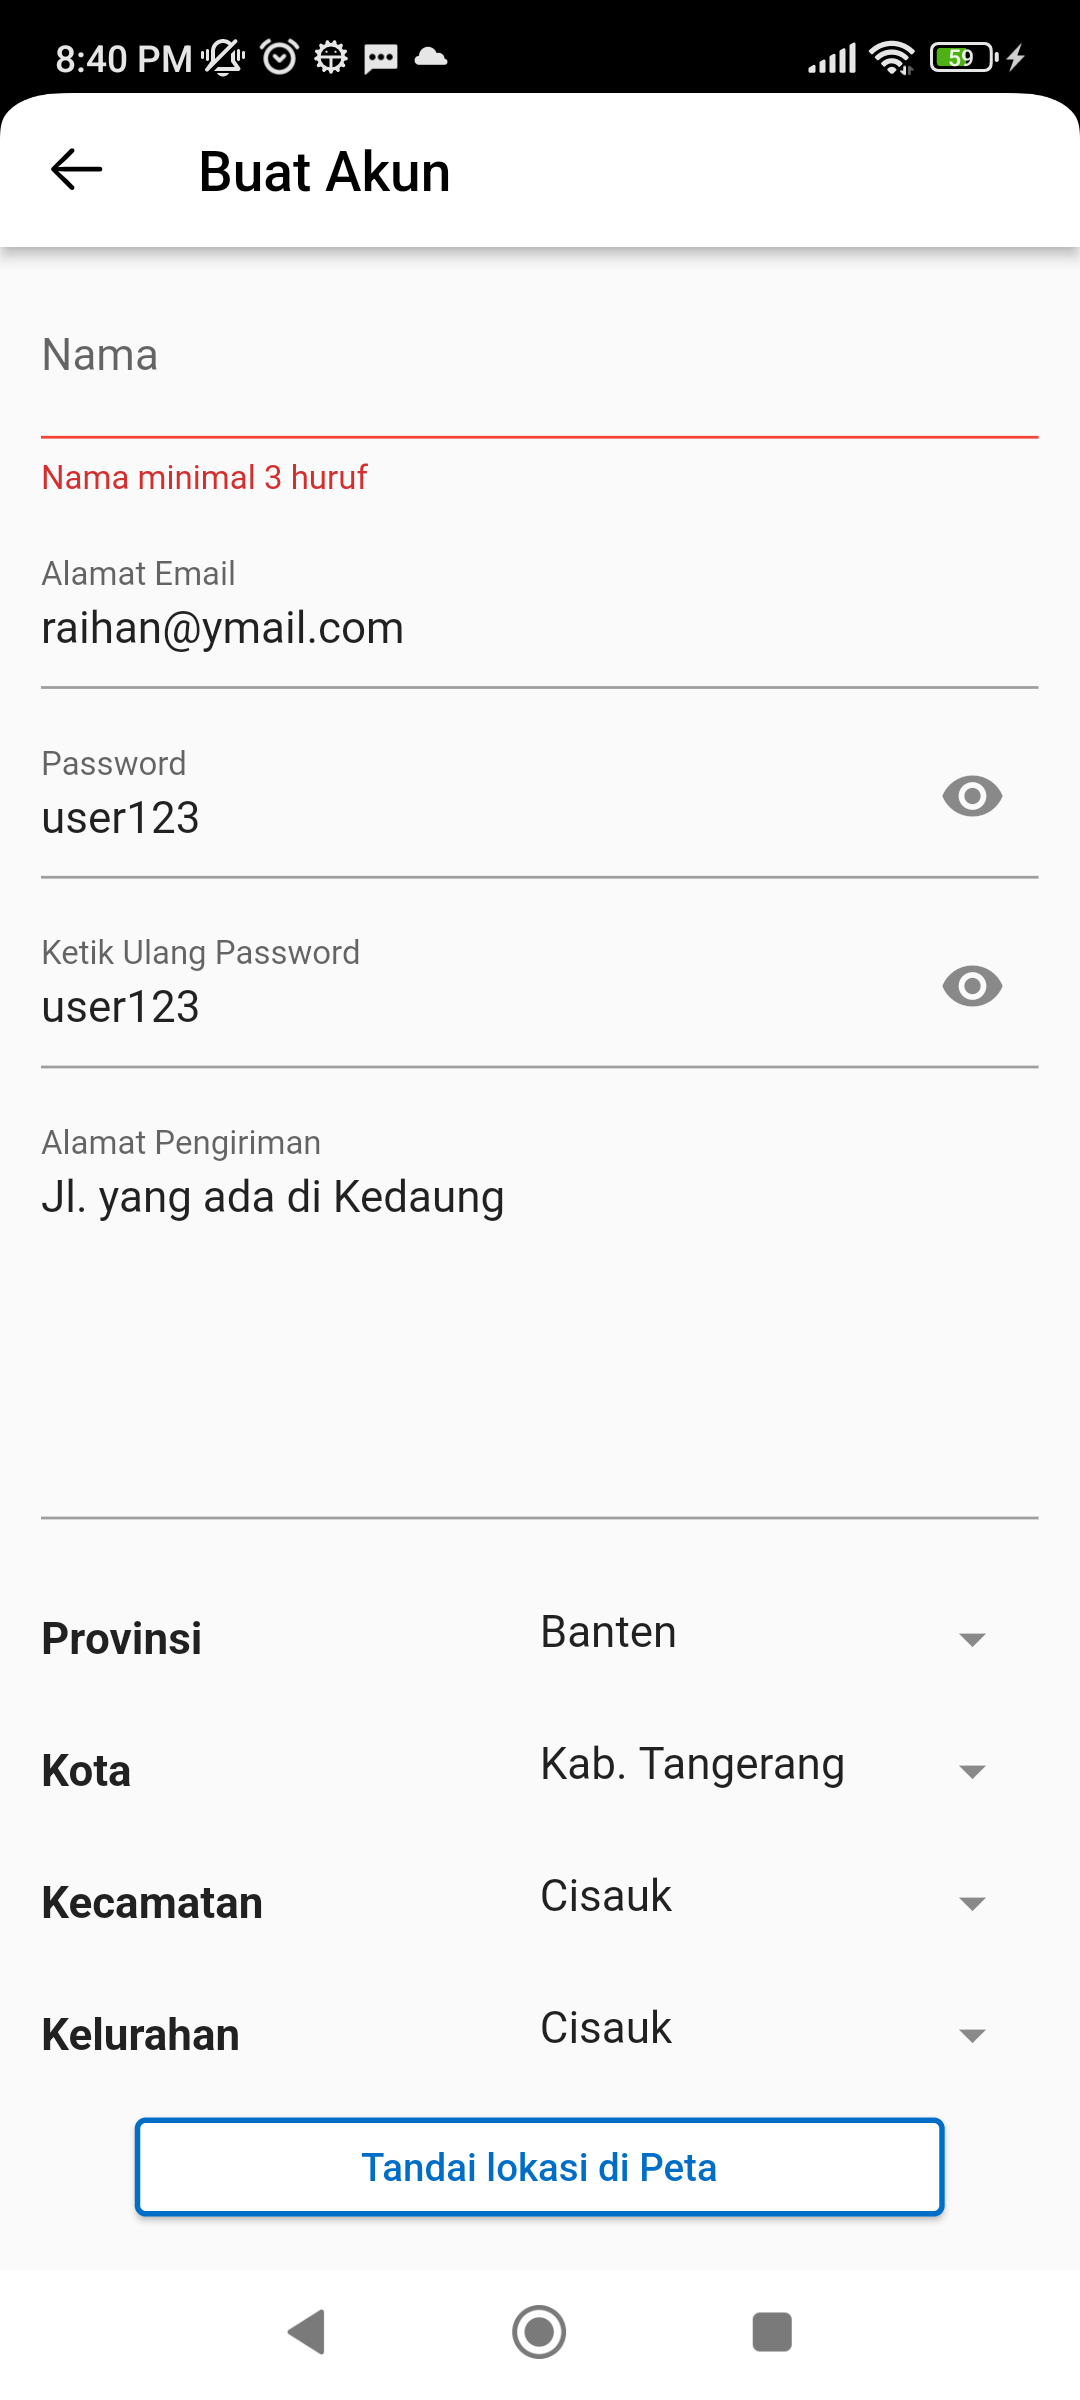 8:40 PM
59
Buat Akun
Nama
Nama minimal 3 huruf
Alamat Email
raihan@ymail.com
Password
user123
Ketik Ulang Password
user123
Alamat Pengiriman
Jl. yang ada di Kedaung
Provinsi Banten
Kota Kab. Tangerang
Kecamatan Cisauk
Kelurahan Cisauk
Tandai lokasi di Peta